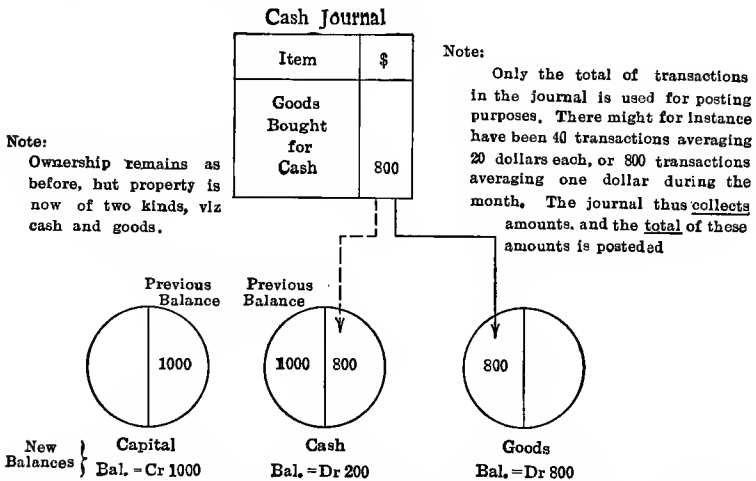 Cash Journal
Item $
Goods
Bought
for
Cash 800
Note:
Ownership remains as
before, but property is
now of two kinds, viz
cash and goods.
Note:
Only the total of transactions
in the journal is used for posting
purposes. There might for instance
have been 40 transactions averaging
20 dollars each, or 800 transactions
averaging one dollar during the
month. The journal thus collects
amounts. and the total of these
amounts is posteded
Previous
Balance
Previous
Balance
1000
1000 800
800
New
Balances }
Capital
Bal. = Cr 1000
Cash
Bal. = Dr 200
Goods
Bal. = Dr 800